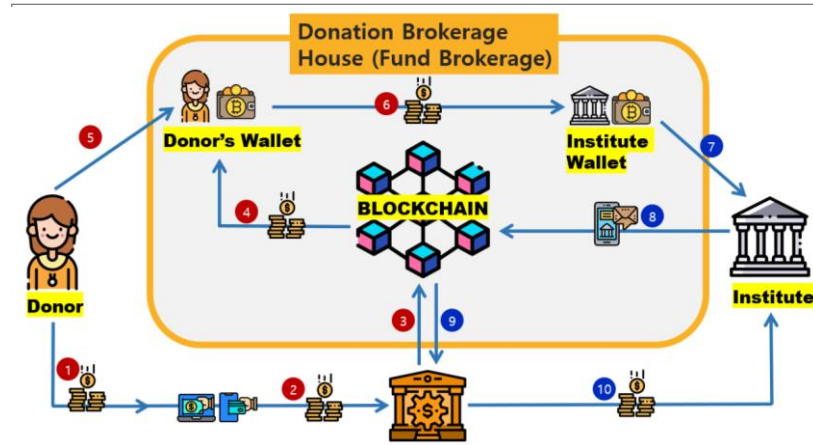 Donation Brokerage
House (Fund Brokerage)
6
5
Donor's Wallet
Institute
Wallet
7
4
BLOCKCHAIN
8
Donor
Institute
3
9
1
2
10